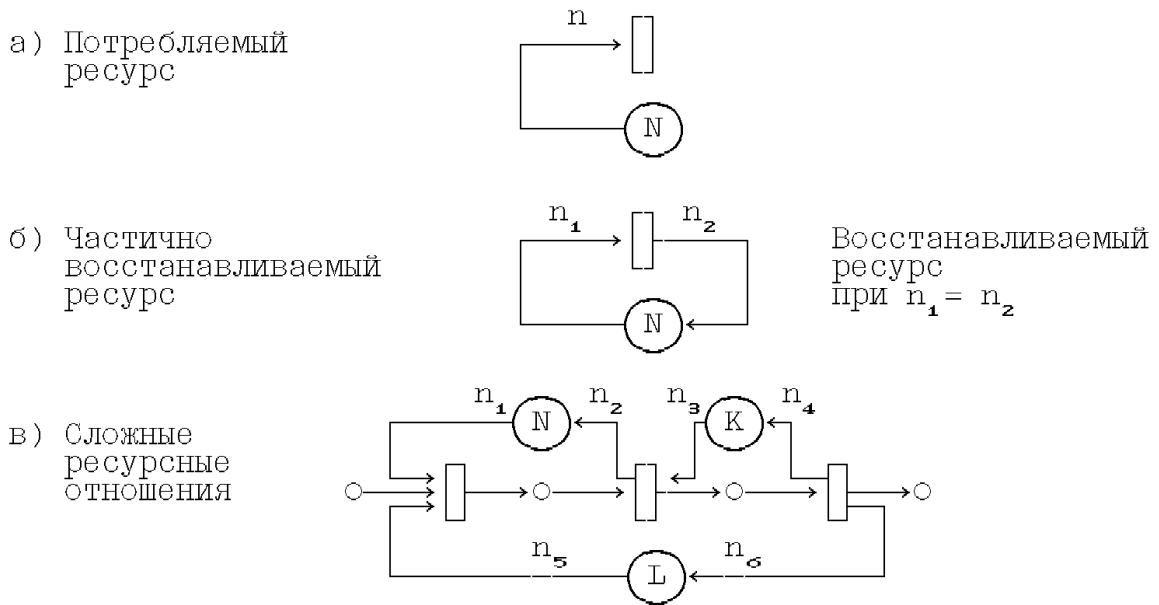 n
а) Потребляемый
ресурс
N
n₁ n₂
б) Частично
восстанавливаемый
ресурс
Восстанавливаемый
ресурс
при n₁= n₂
N
n₁ N n₂ n₃ K n₄
в) Сложные
ресурсные
отношения
n₅ L n₆